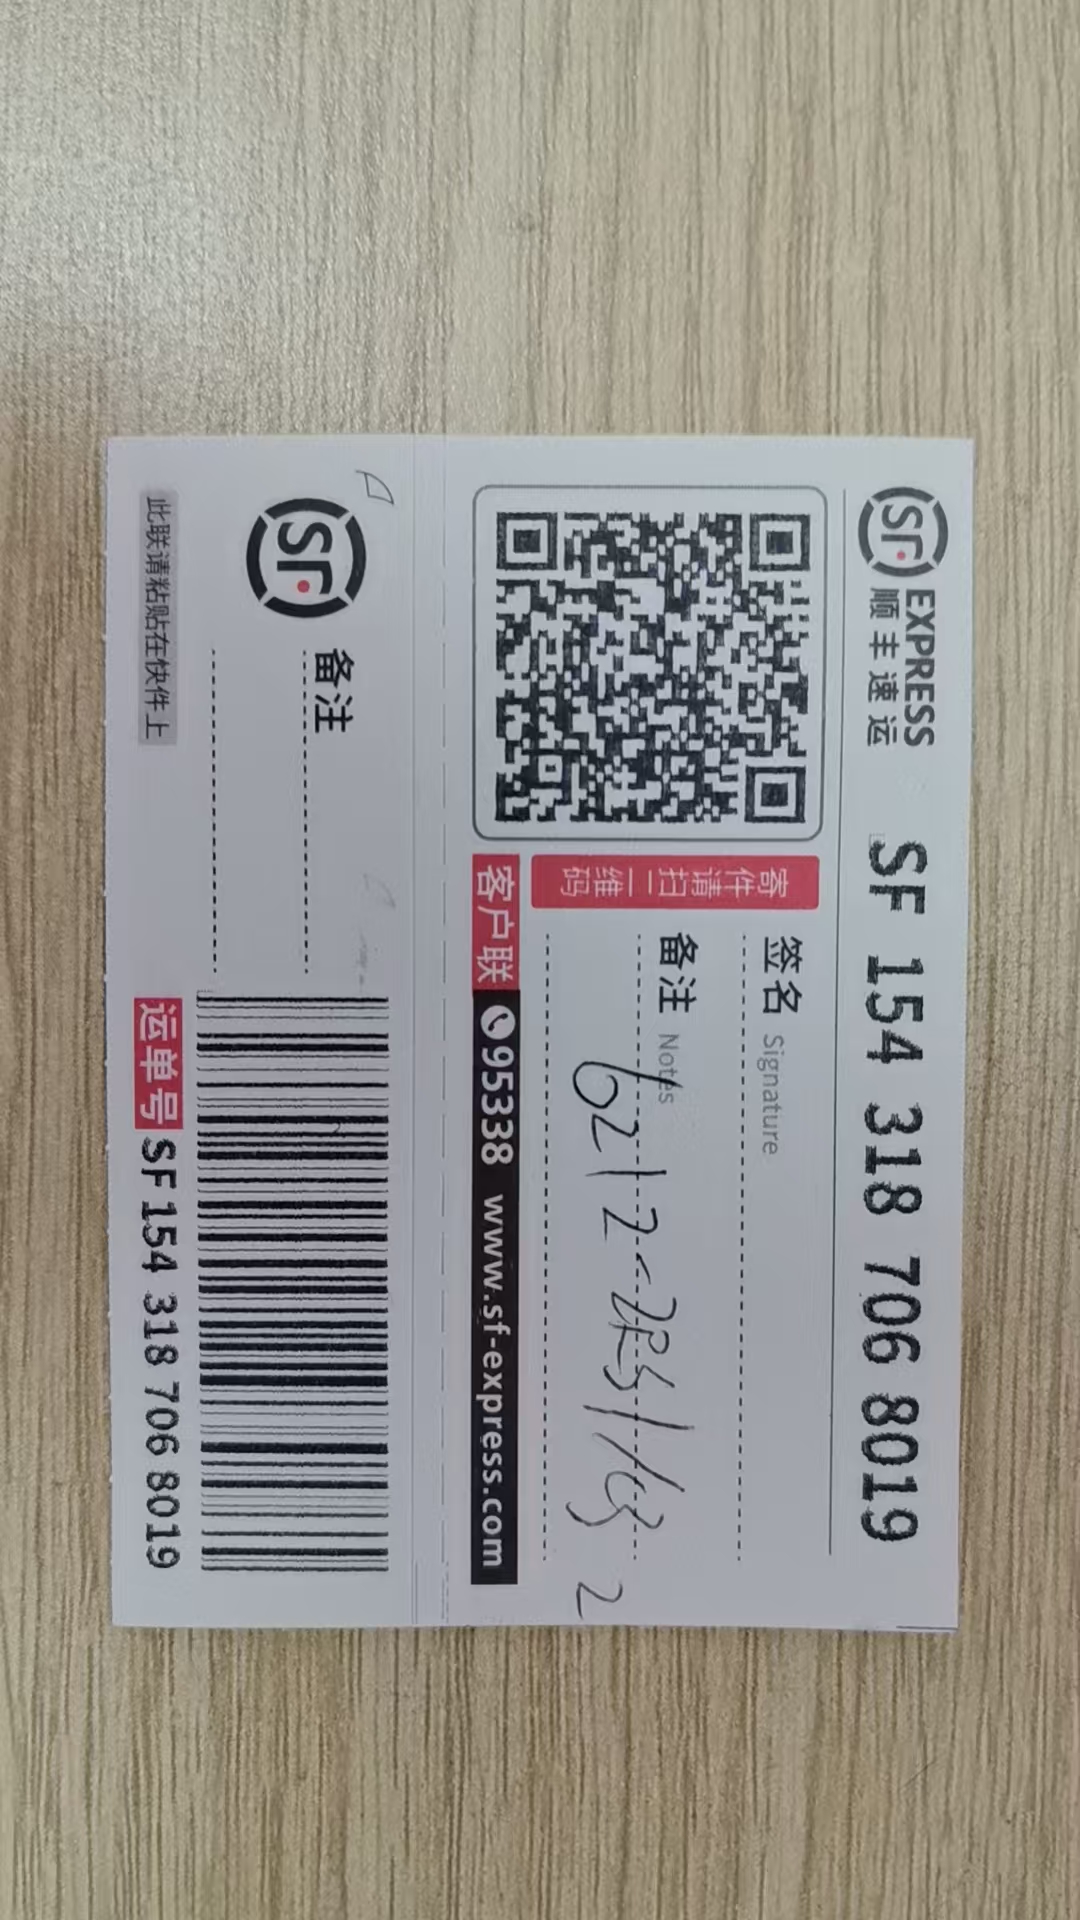 SF EXPRESS
顺丰速运
SF 154 318 706 8019
寄件请扫二维码
签名 Signature
备注 Notes
客户联 95338 www.sf-express.com
SF 备注
此联请粘贴在快件上
运单号 SF 154 318 706 8019